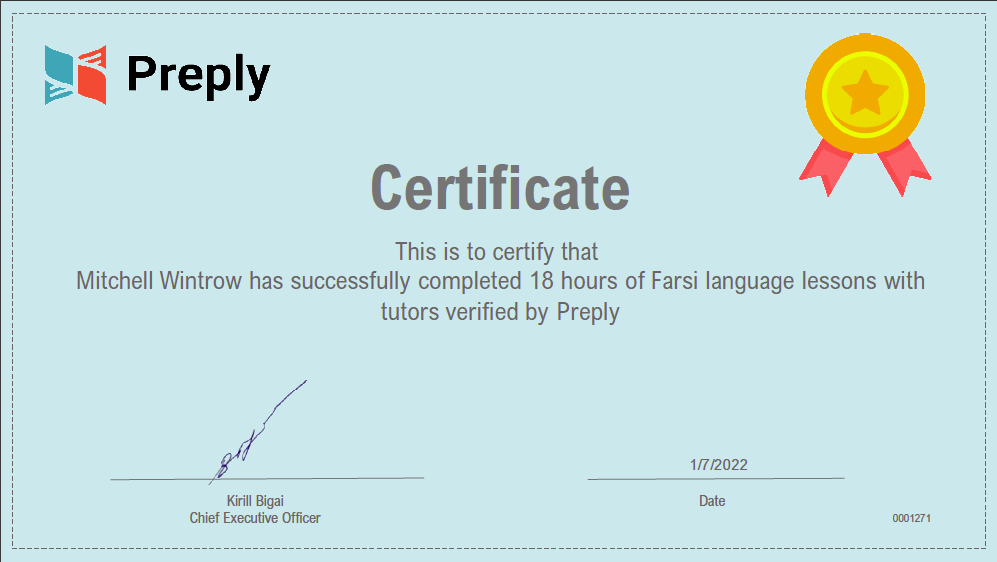 Preply
Certificate
This is to certify that
Mitchell Wintrow has successfully completed 18 hours of Farsi language lessons with
tutors verified by Preply
1/7/2022
Kirill Bigai
Chief Executive Officer
Date
0001271